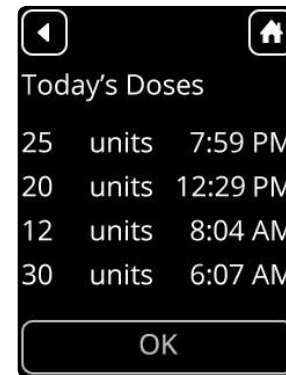 Today's Doses
25 units 7:59 PM
20 units 12:29 PM
12 units 8:04 AM
30 units 6:07 AM
OK